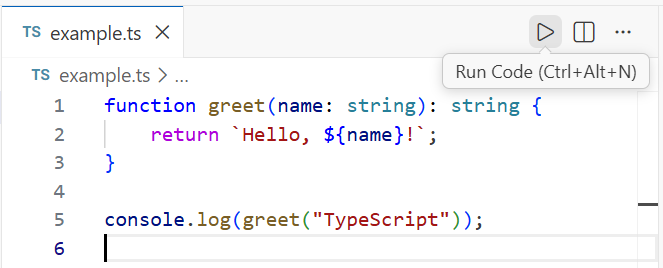 TS example.ts ×
Run Code (Ctrl+Alt+N)
TS example.ts > ...
1 function greet(name: string): string {
2     return `Hello, ${name}!`;
3 }
4
5 console.log(greet("TypeScript"));
6